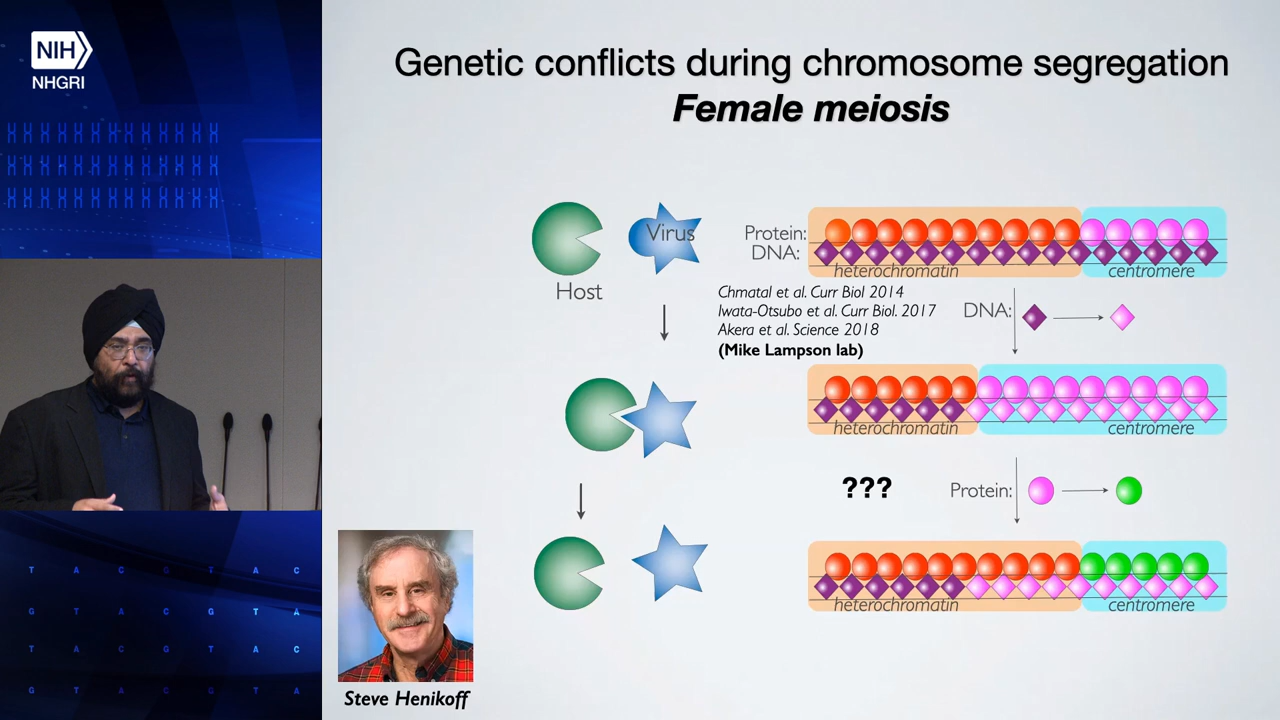 NIH
NHGRI
Genetic conflicts during chromosome segregation
Female meiosis
Virus
Host
Protein:
DNA:
heterochromatin
centromere
Chmatal et al. Curr Biol 2014
Iwata-Otsubo et al. Curr Biol. 2017
Akera et al. Science 2018
(Mike Lampson lab)
DNA:
heterochromatin
centromere
???
Protein:
heterochromatin
centromere
Steve Henikoff
T A C G T A C
G T A C G T A
T A C G T A C
G T A C G T A